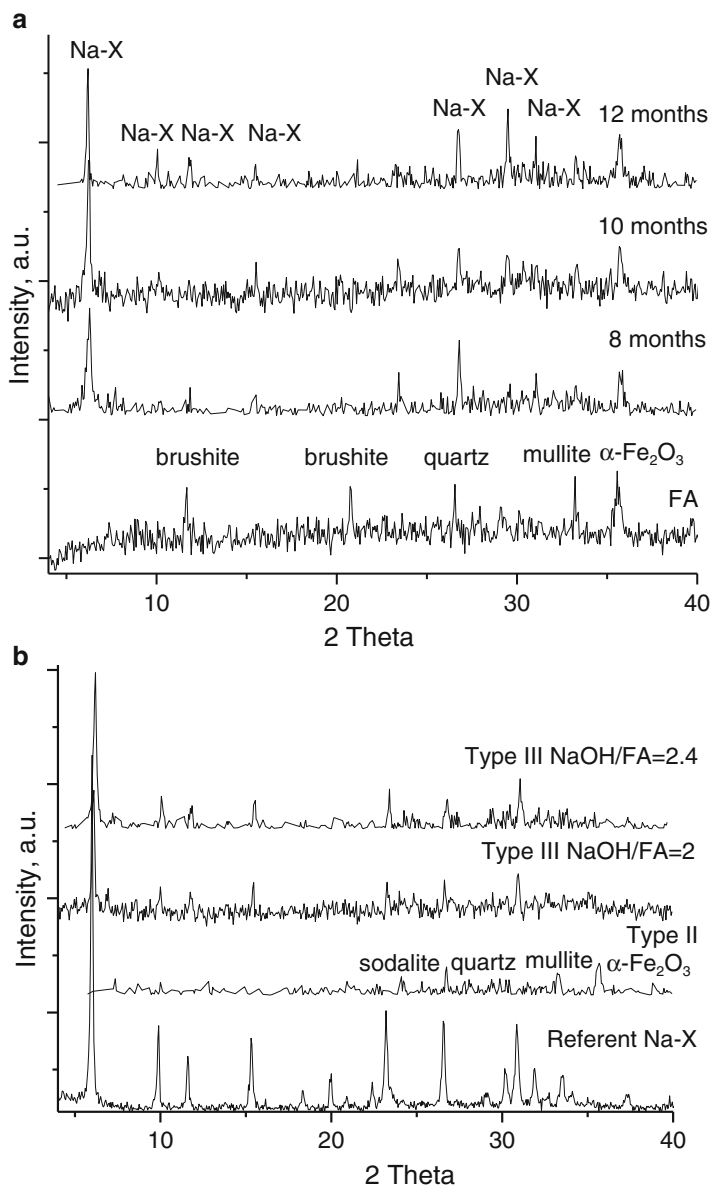 a
Na-X
Na-X
Na-X Na-X Na-X
Na-X Na-X
12 months
10 months
8 months
brushite brushite quartz mullite α-Fe₂O₃
FA
Intensity, a.u.
10 20 30 40
2 Theta
b
Type III NaOH/FA=2.4
Type III NaOH/FA=2
Type II
sodalite quartz mullite α-Fe₂O₃
Referent Na-X
Intensity, a.u.
10 20 30 40
2 Theta